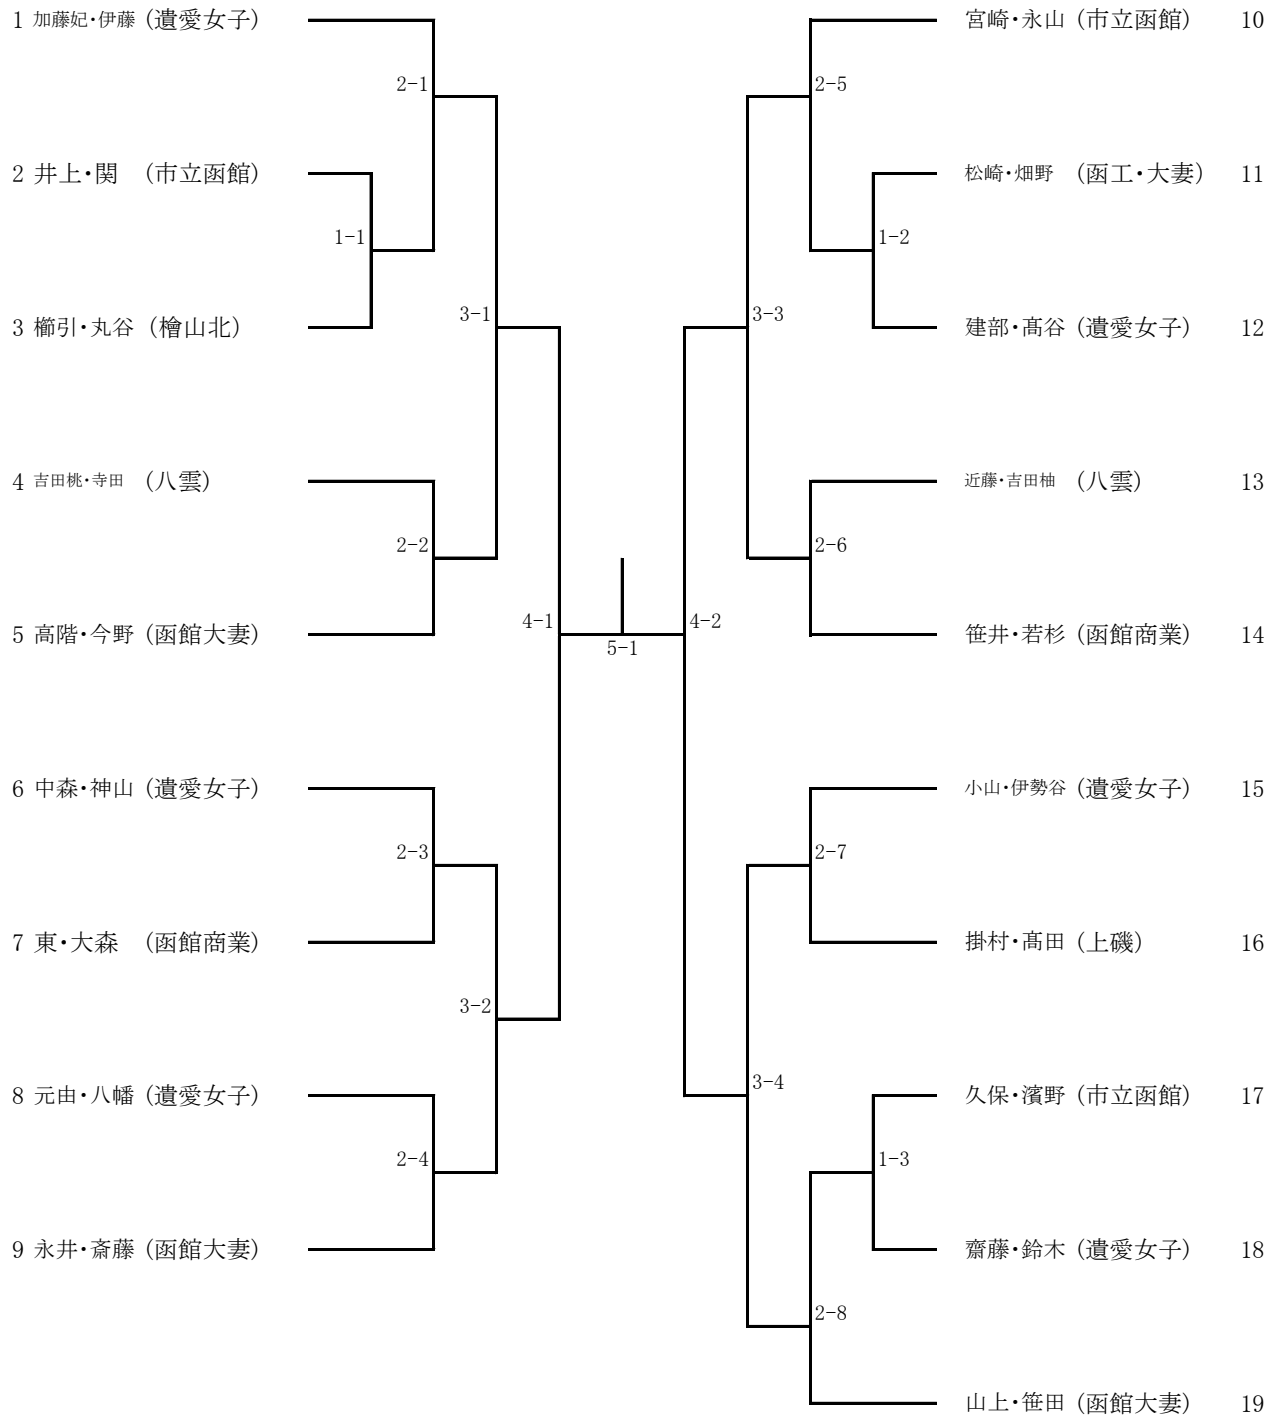 1 加藤妃・伊藤 (遺愛女子)
2-1
2 井上・関 (市立函館)
1-1
3 櫛引・丸谷 (檜山北)
3-1
4 吉田桃・寺田 (八雲)
2-2
5 高階・今野 (函館大妻)
4-1
6 中森・神山 (遺愛女子)
2-3
7 東・大森 (函館商業)
3-2
8 元由・八幡 (遺愛女子)
2-4
9 永井・斎藤 (函館大妻)
5-1
宮崎・永山 (市立函館) 10
2-5
松崎・畑野 (函工・大妻) 11
1-2
建部・髙谷 (遺愛女子) 12
3-3
近藤・吉田柚 (八雲) 13
2-6
笹井・若杉 (函館商業) 14
4-2
小山・伊勢谷 (遺愛女子) 15
2-7
掛村・髙田 (上磯) 16
3-4
久保・濱野 (市立函館) 17
1-3
齋藤・鈴木 (遺愛女子) 18
2-8
山上・笹田 (函館大妻) 19